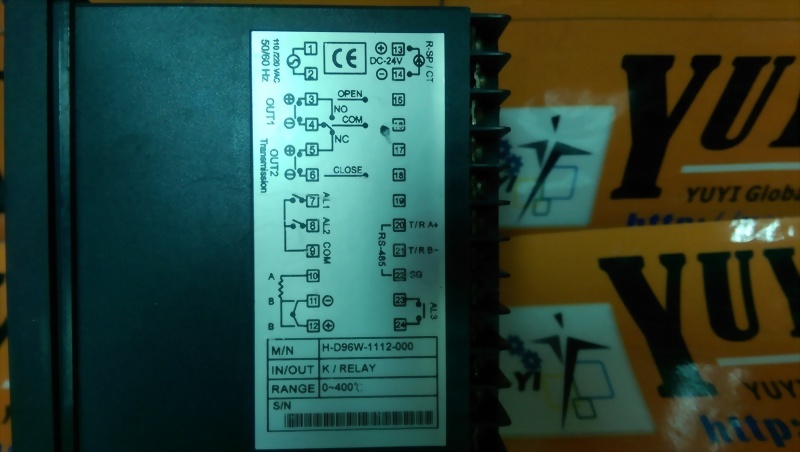 110 /220 VAC
50/60 Hz
1
2
CE
DC-24V
13
14
R-SP / CT
OUT1
3
OPEN
NO
4
COM
NC
OUT2
Transmission
5
6
CLOSE
15
16
17
18
19
7
AL1
8
AL2
9
COM
20
T/R A+
RS-485
21
T/R B-
22
SG
A
10
B
11
B
12
23
24
AL3
M/N
H-D96W-1112-000
IN/OUT
K / RELAY
RANGE
0~400℃
S/N
YUYI Global
http:/
YUYI
YUYI
http: